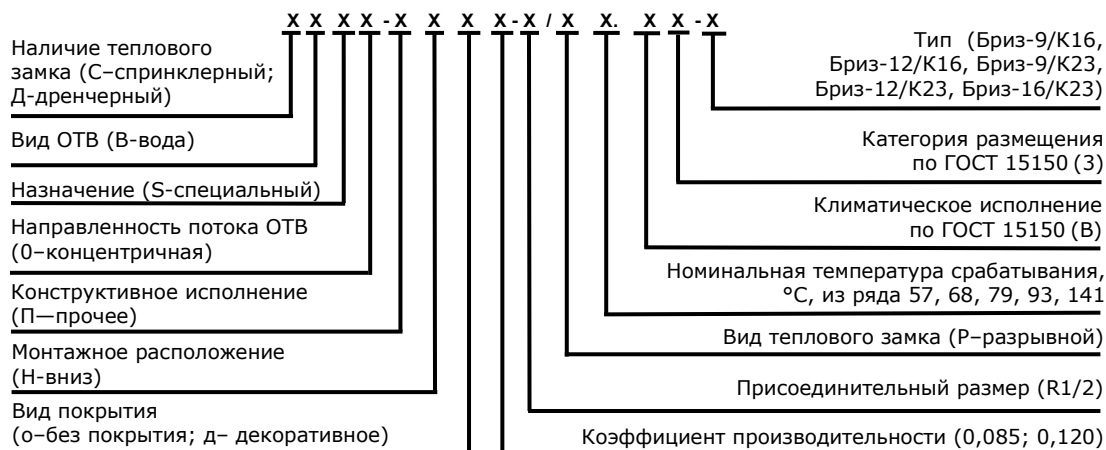 X X X X - X X X X - X / X X. X X - X
Наличие теплового
замка (С–спринклерный;
Д-дренчерный)
Вид ОТВ (В-вода)
Назначение (S-специальный)
Направленность потока ОТВ
(0–концентричная)
Конструктивное исполнение
(П—прочее)
Монтажное расположение
(Н-вниз)
Вид покрытия
(о–без покрытия; д– декоративное)
Тип (Бриз-9/К16,
Бриз-12/К16, Бриз-9/К23,
Бриз-12/К23, Бриз-16/К23)
Категория размещения
по ГОСТ 15150 (3)
Климатическое исполнение
по ГОСТ 15150 (В)
Номинальная температура срабатывания,
°С, из ряда 57, 68, 79, 93, 141
Вид теплового замка (Р–разрывной)
Присоединительный размер (R1/2)
Коэффициент производительности (0,085; 0,120)